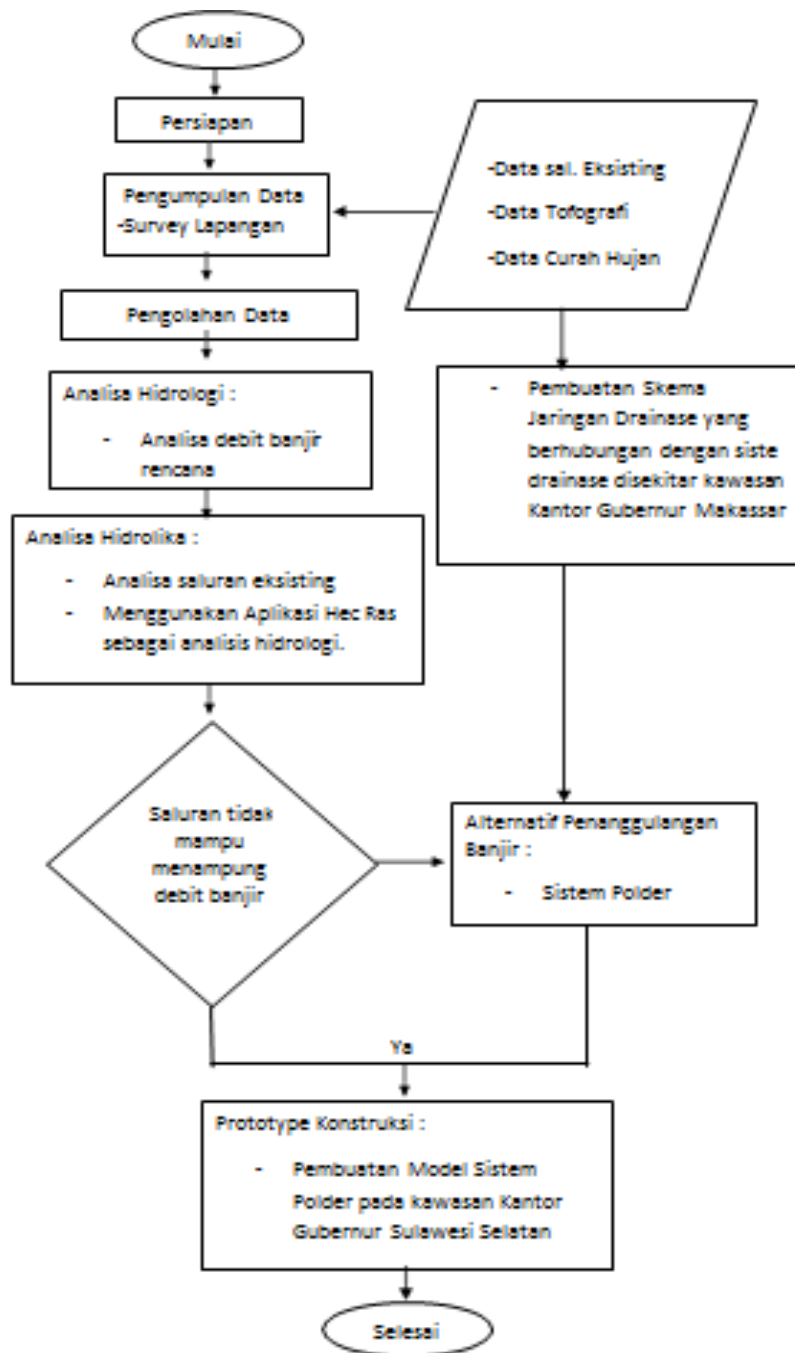 Mulai
Persiapan
Pengumpulan Data
-Survey Lapangan
-Data sal. Eksisting
-Data Tofografi
-Data Curah Hujan
Pengolahan Data
Analisa Hidrologi :
- Analisa debit banjir
rencana
- Pembuatan Skema
Jaringan Drainase yang
berhubungan dengan siste
drainase disekitar kawasan
Kantor Gubernur Makassar
Analisa Hidrolika :
- Analisa saluran eksisting
- Menggunakan Aplikasi Hec Ras
sebagai analisis hidrologi.
Saluran tidak
mampu
menampung
debit banjir
Alternatif Penanggulangan
Banjir :
- Sistem Polder
Ya
Prototype Konstruksi :
- Pembuatan Model Sistem
Polder pada kawasan Kantor
Gubernur Sulawesi Selatan
Selesai